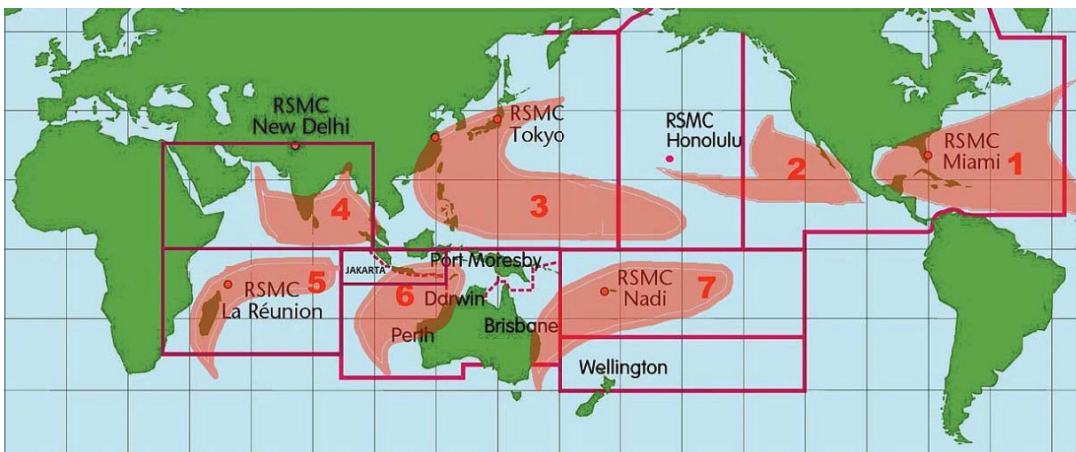 RSMC
New Delhi
RSMC
Tokyo
RSMC
Honolulu
2
RSMC
Miami
1
3
4
JAKARTA
Port Moresby
5
6
RSMC
La Réunion
Darwin
RSMC
Nadi
7
Perth
Brisbane
Wellington